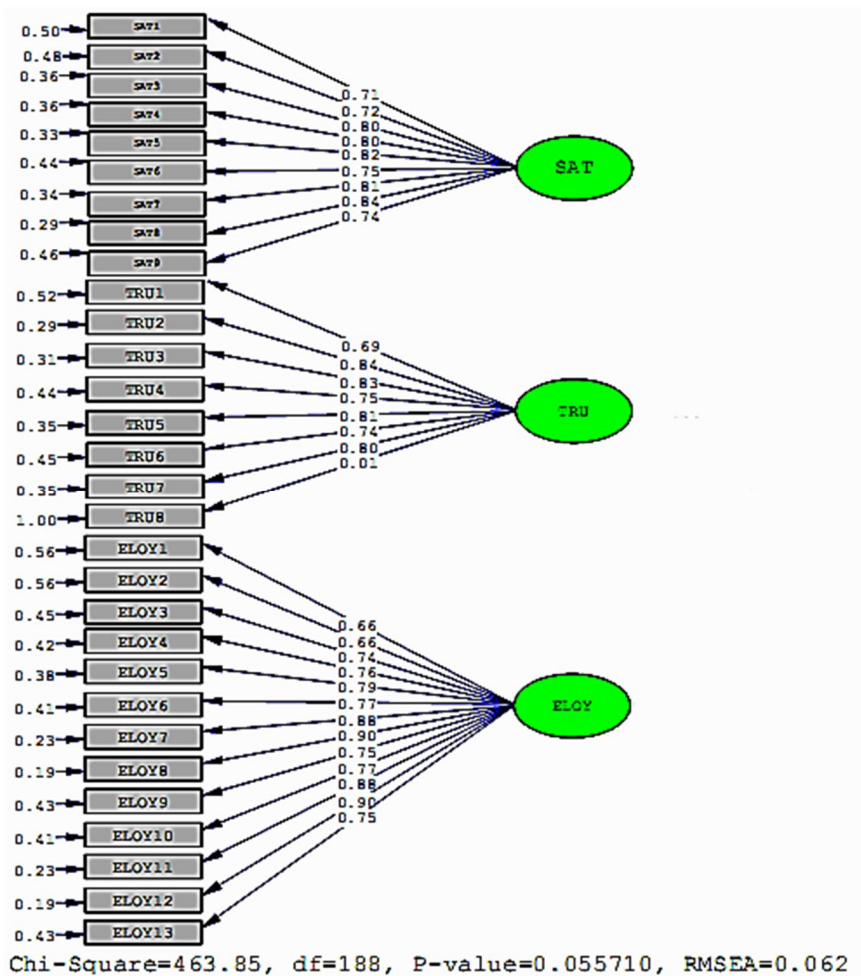 0.50 SAT1
0.48 SAT2
0.36 SAT3
0.36 SAT4
0.33 SAT5
0.44 SAT6
0.34 SAT7
0.29 SAT8
0.46 SAT9
0.71
0.72
0.80
0.80
0.82
0.75
0.81
0.84
0.74
SAT
0.52 TRU1
0.29 TRU2
0.31 TRU3
0.44 TRU4
0.35 TRU5
0.45 TRU6
0.35 TRU7
1.00 TRU8
0.69
0.84
0.83
0.75
0.81
0.74
0.80
0.01
TRU
0.56 ELOY1
0.56 ELOY2
0.45 ELOY3
0.42 ELOY4
0.38 ELOY5
0.41 ELOY6
0.23 ELOY7
0.19 ELOY8
0.43 ELOY9
0.41 ELOY10
0.23 ELOY11
0.19 ELOY12
0.43 ELOY13
0.66
0.66
0.74
0.76
0.79
0.77
0.88
0.90
0.75
0.77
0.88
0.90
0.75
ELOY
Chi-Square=463.85, df=188, P-value=0.055710, RMSEA=0.062